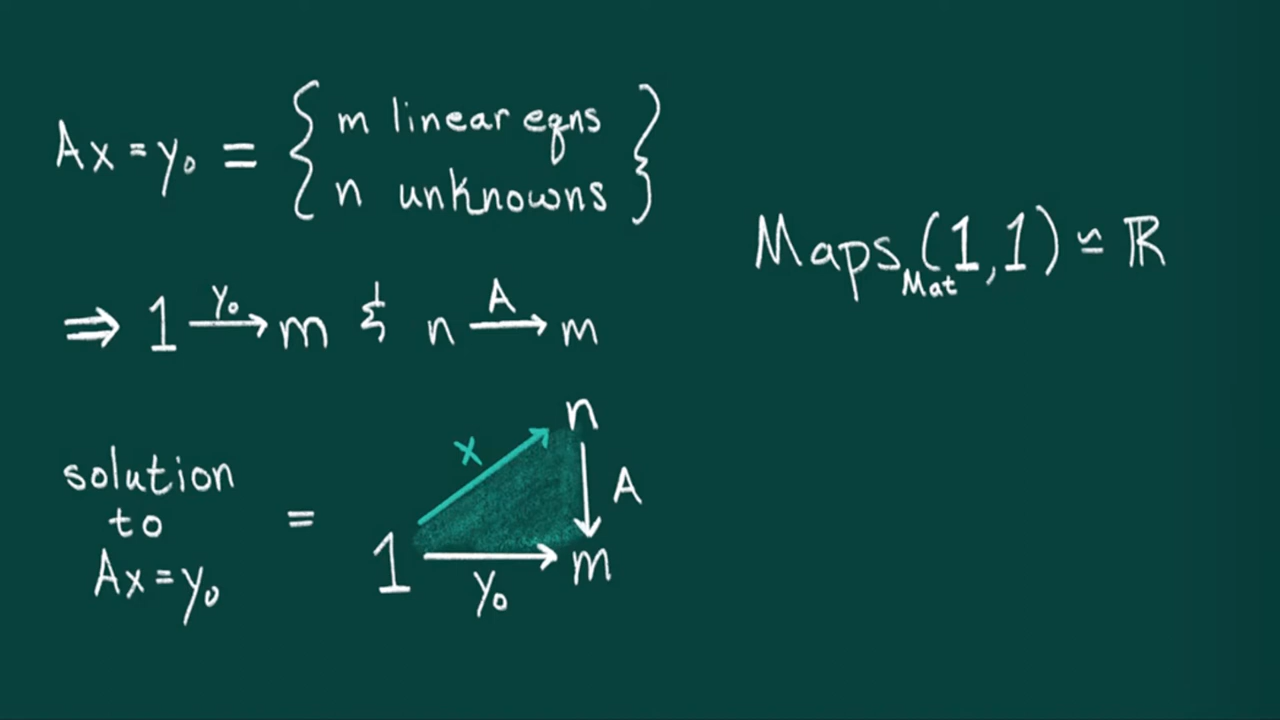 Ax = y₀ = { m linear eqns
n unknowns }
Maps_Mat(1,1) ≃ ℝ
⇒ 1 —y₀→ m & n —A→ m
n
x
A
solution
to
Ax = y₀
=
1
m
y₀